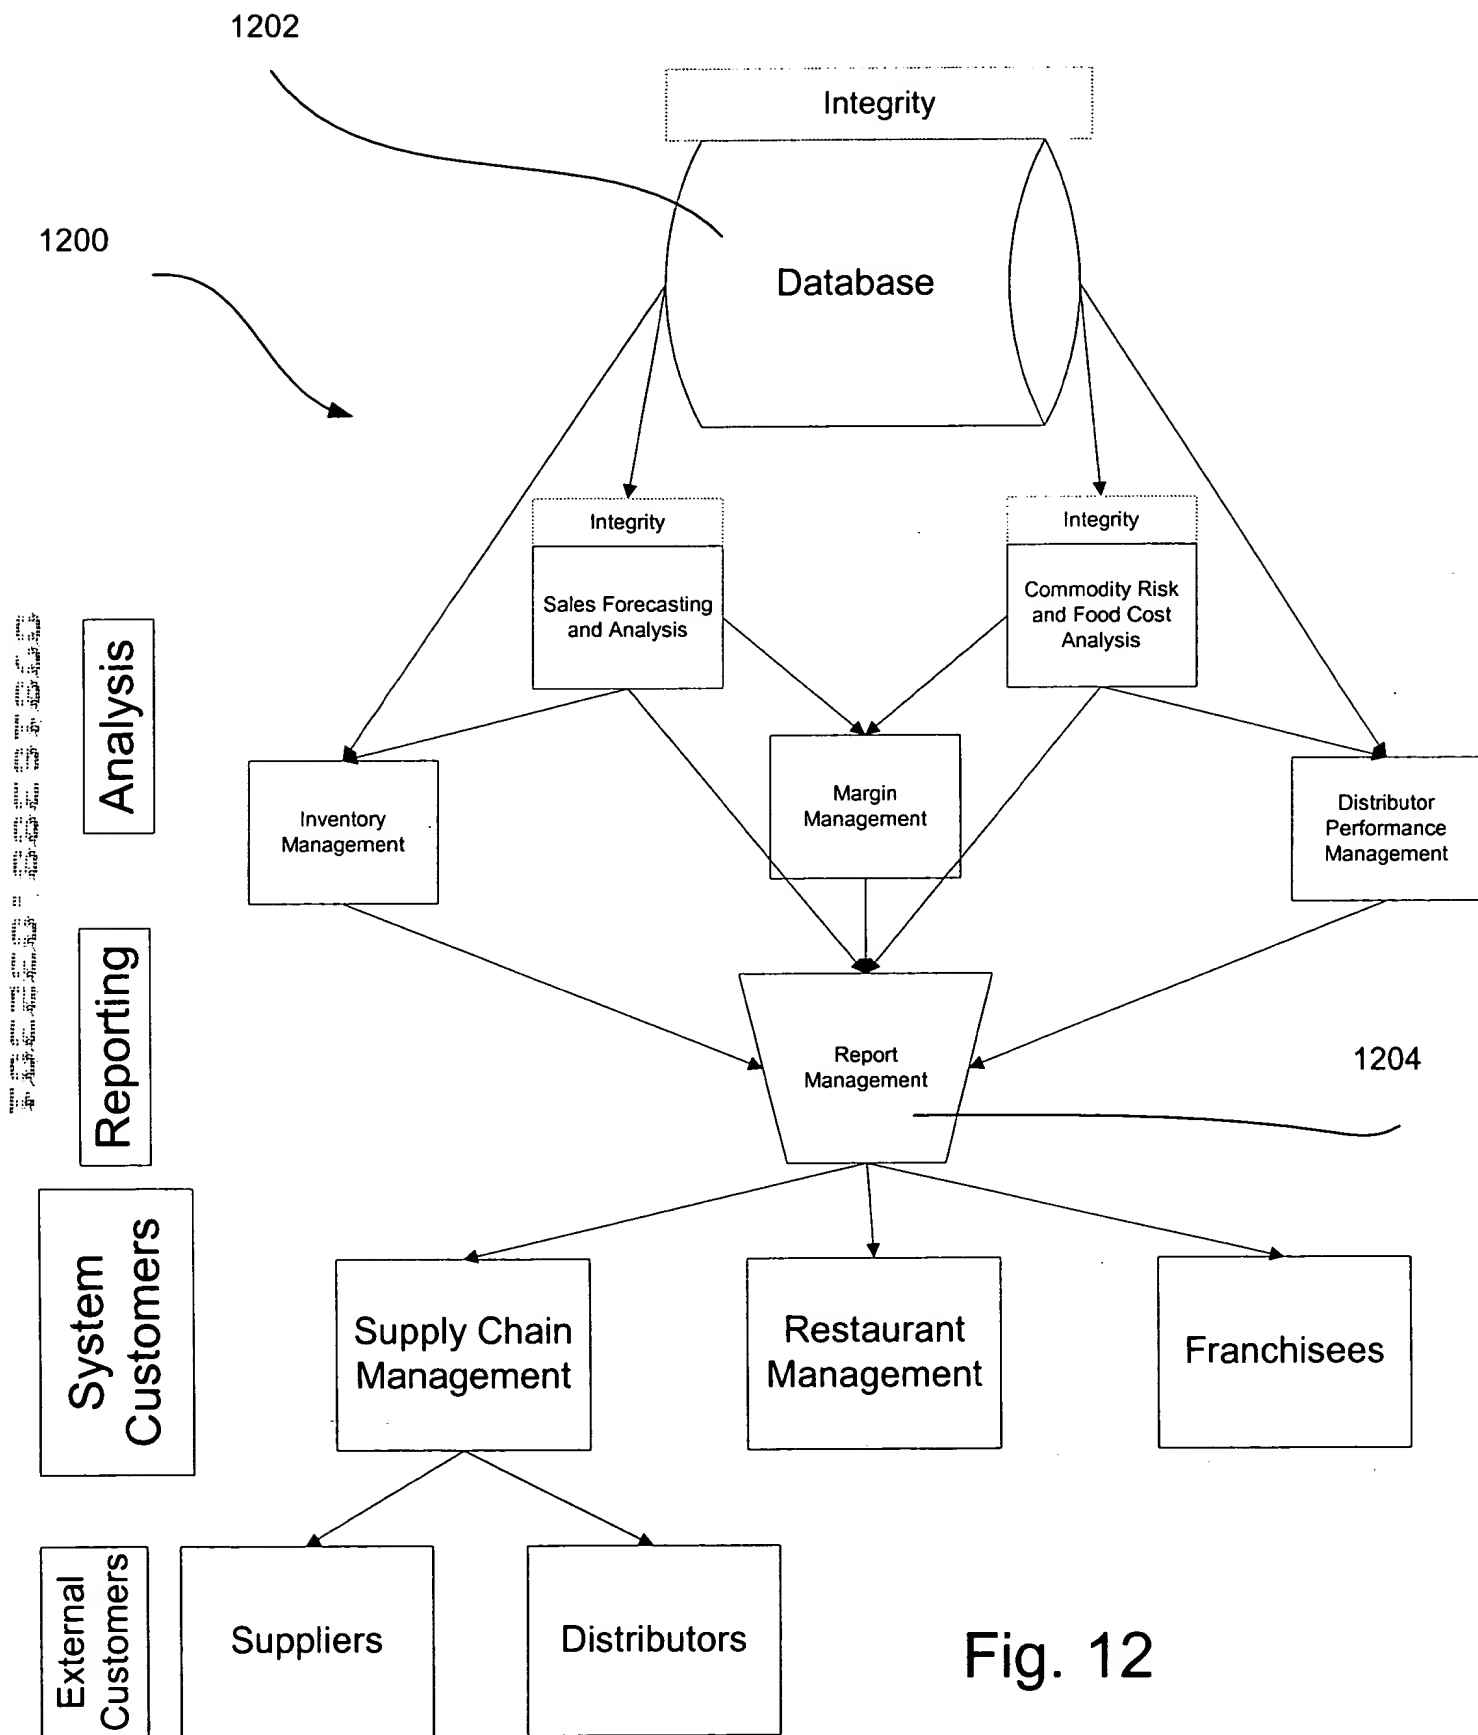 1202
Integrity
1200
Database
Integrity
Integrity
Sales Forecasting
and Analysis
Commodity Risk
and Food Cost
Analysis
Analysis
Inventory
Management
Margin
Management
Distributor
Performance
Management
Reporting
Report
Management
1204
System
Customers
Supply Chain
Management
Restaurant
Management
Franchisees
External
Customers
Suppliers
Distributors
Fig. 12